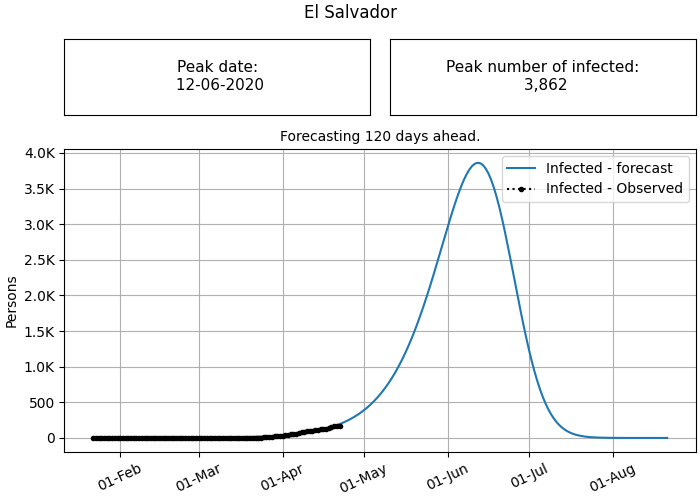 El Salvador
Peak date:
12-06-2020
Peak number of infected:
3,862
Forecasting 120 days ahead.
Infected - forecast
Infected - Observed
Persons
4.0K
3.5K
3.0K
2.5K
2.0K
1.5K
1.0K
500
0
01-Feb
01-Mar
01-Apr
01-May
01-Jun
01-Jul
01-Aug